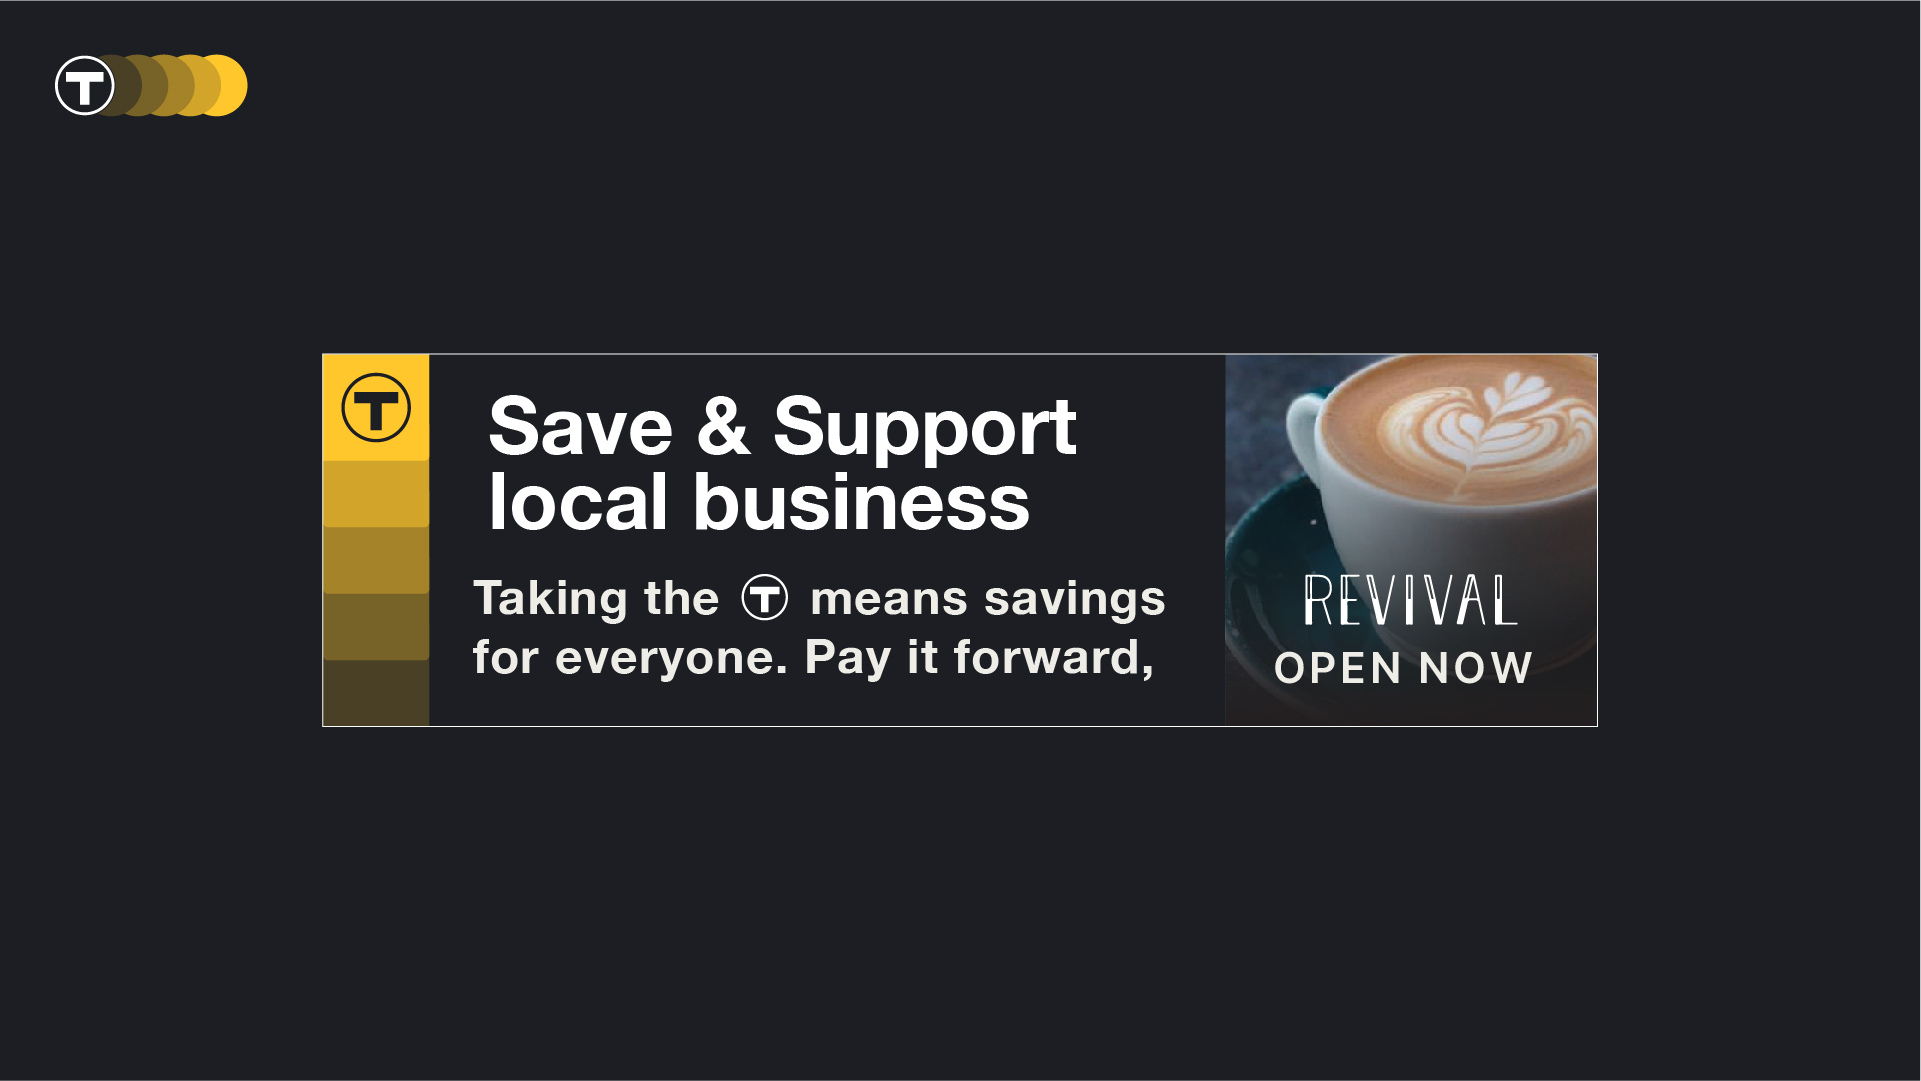 T
T
Save & Support
local business
Taking the T means savings
for everyone. Pay it forward,
REVIVAL
OPEN NOW